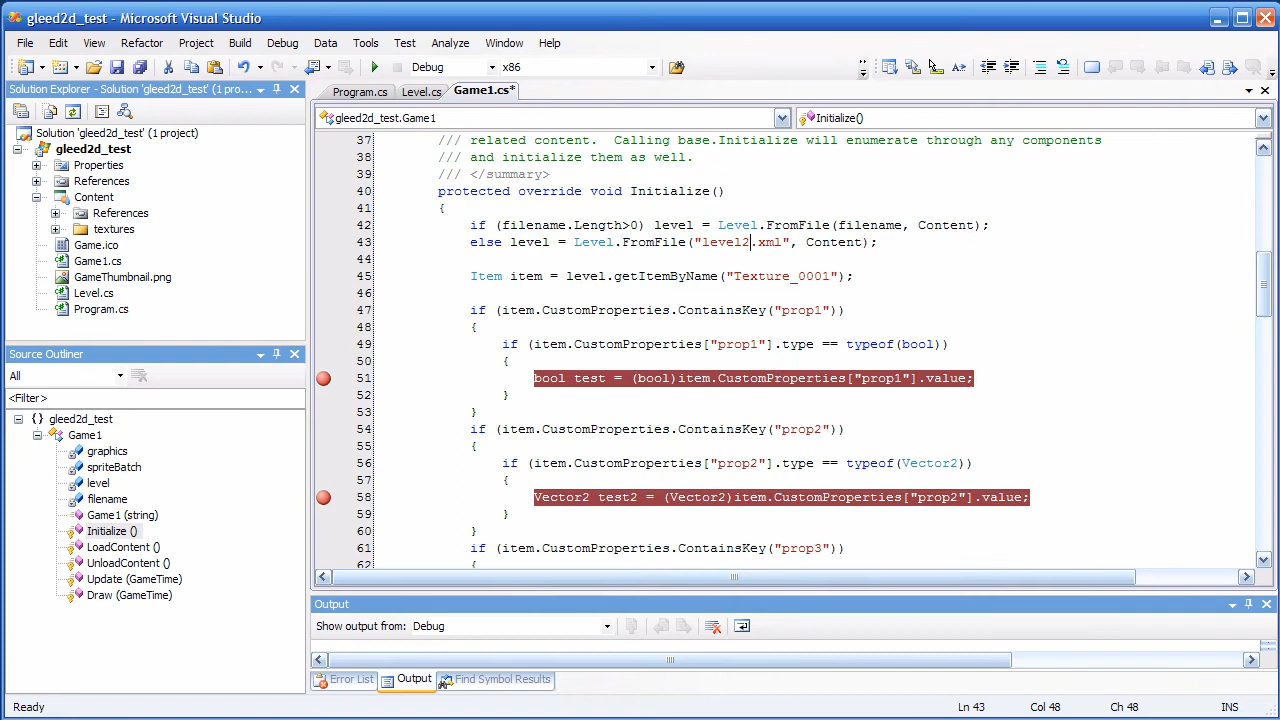 gleed2d_test - Microsoft Visual Studio
File Edit View Refactor Project Build Debug Data Tools Test Analyze Window Help
Debug x86
Solution Explorer - Solution 'gleed2d_test' (1 pro...
Solution 'gleed2d_test' (1 project)
gleed2d_test
Properties
References
Content
References
textures
Game.ico
Game1.cs
GameThumbnail.png
Level.cs
Program.cs
Source Outliner
All
<Filter>
gleed2d_test
Game1
graphics
spriteBatch
level
filename
Game1 (string)
Initialize ()
LoadContent ()
UnloadContent ()
Update (GameTime)
Draw (GameTime)
Program.cs Level.cs Game1.cs*
gleed2d_test.Game1 Initialize()
37 /// related content.  Calling base.Initialize will enumerate through any components
38 /// and initialize them as well.
39 /// </summary>
40 protected override void Initialize()
41 {
42 if (filename.Length>0) level = Level.FromFile(filename, Content);
43 else level = Level.FromFile("level2.xml", Content);
44
45 Item item = level.getItemByName("Texture_0001");
46
47 if (item.CustomProperties.ContainsKey("prop1"))
48 {
49 if (item.CustomProperties["prop1"].type == typeof(bool))
50 {
51 bool test = (bool)item.CustomProperties["prop1"].value;
52 }
53 }
54 if (item.CustomProperties.ContainsKey("prop2"))
55 {
56 if (item.CustomProperties["prop2"].type == typeof(Vector2))
57 {
58 Vector2 test2 = (Vector2)item.CustomProperties["prop2"].value;
59 }
60 }
61 if (item.CustomProperties.ContainsKey("prop3"))
62 {
Output
Show output from: Debug
Error List Output Find Symbol Results
Ready Ln 43 Col 48 Ch 48 INS